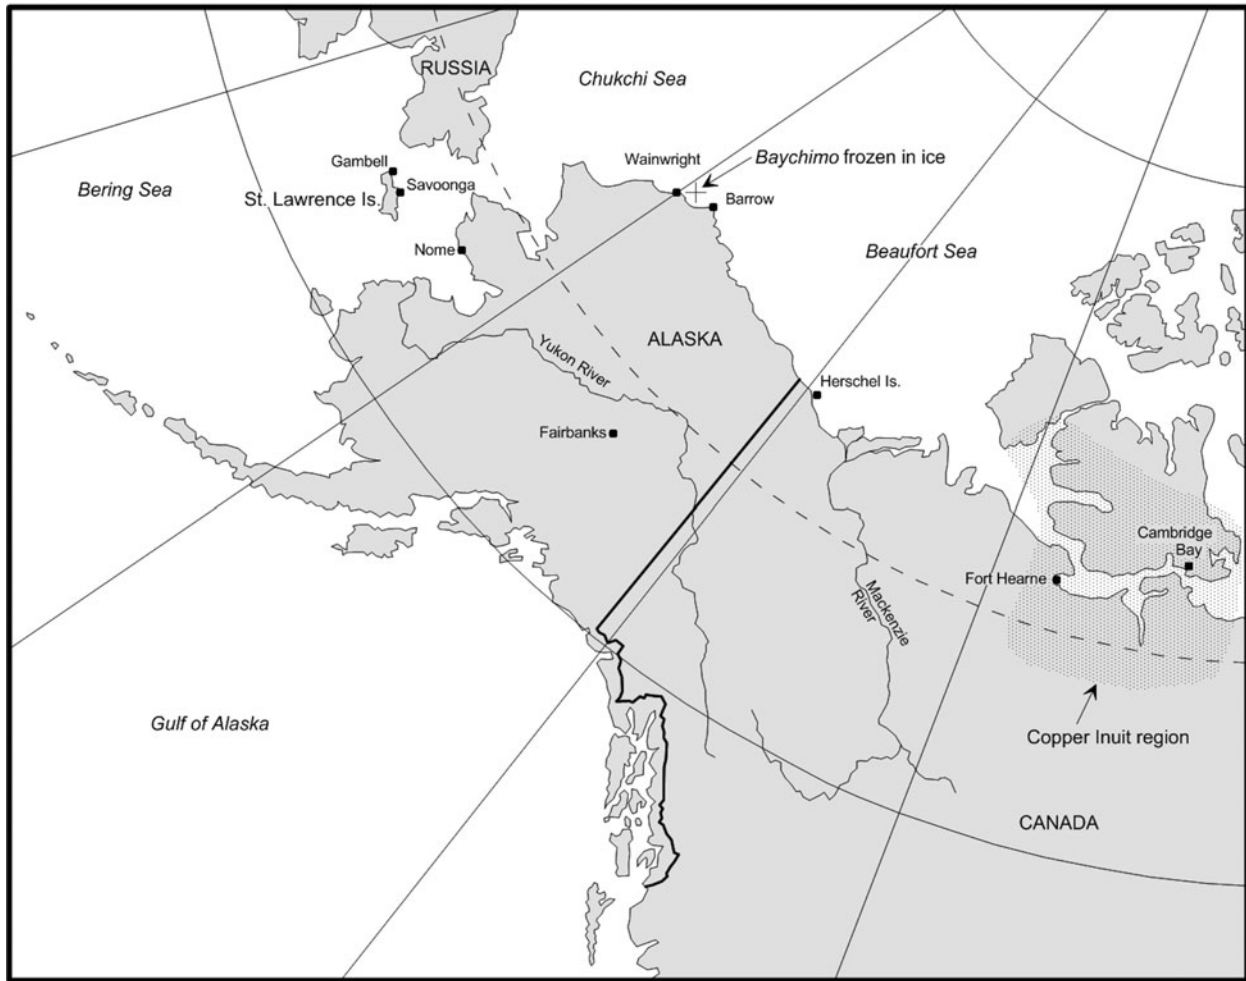 RUSSIA
Chukchi Sea
Bering Sea
Gambell
Savoonga
St. Lawrence Is.
Nome
Wainwright
Baychimo frozen in ice
Barrow
Beaufort Sea
ALASKA
Yukon River
Herschel Is.
Fairbanks
Cambridge
Bay
Fort Hearne
Mackenzie
River
Gulf of Alaska
Copper Inuit region
CANADA